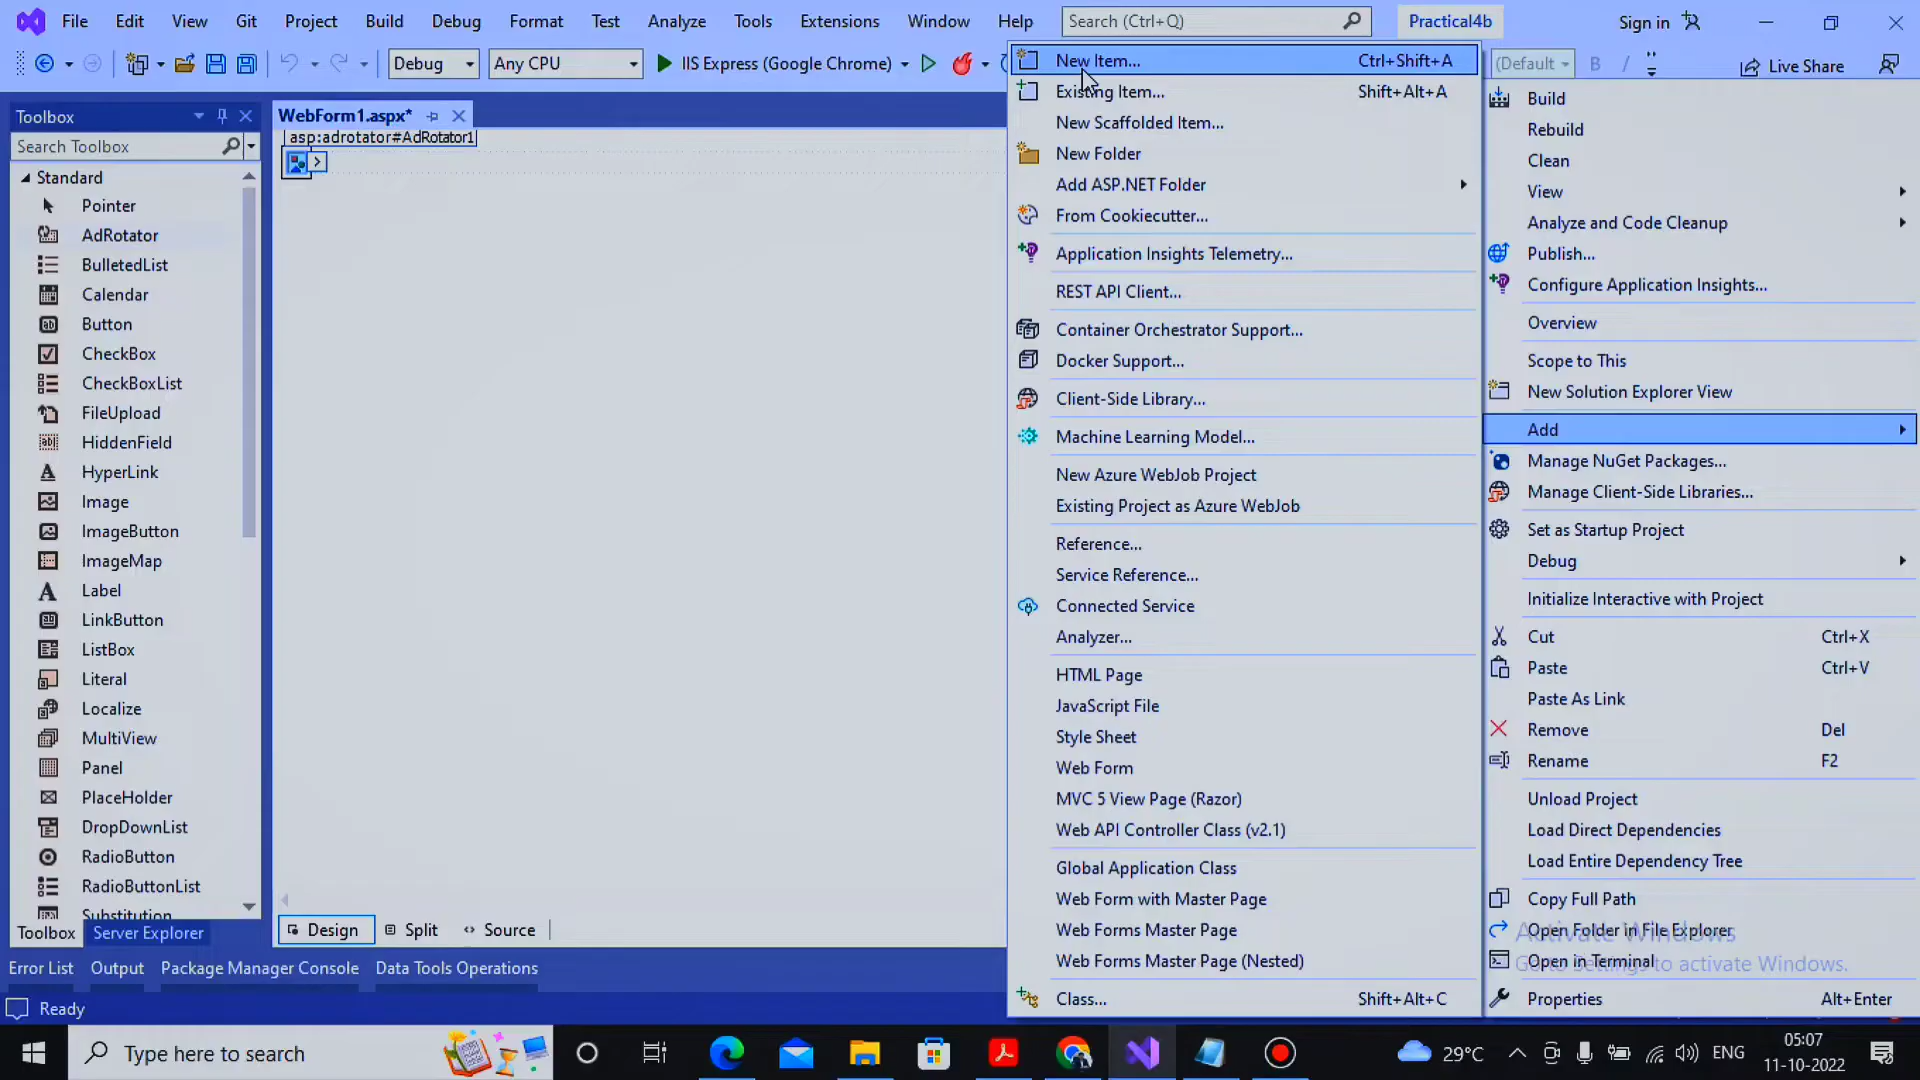 File Edit View Git Project Build Debug Format Test Analyze Tools Extensions Window Help Search (Ctrl+Q) Practical4b Sign in
Debug Any CPU IIS Express (Google Chrome) (Default B / Live Share
Toolbox
Search Toolbox
Standard
Pointer
AdRotator
BulletedList
Calendar
Button
CheckBox
CheckBoxList
FileUpload
HiddenField
HyperLink
Image
ImageButton
ImageMap
Label
LinkButton
ListBox
Literal
Localize
MultiView
Panel
PlaceHolder
DropDownList
RadioButton
RadioButtonList
Substitution
Toolbox Server Explorer
WebForm1.aspx*
asp:adrotator#AdRotator1
Design Split Source
New Item... Ctrl+Shift+A
Existing Item... Shift+Alt+A
New Scaffolded Item...
New Folder
Add ASP.NET Folder
From Cookiecutter...
Application Insights Telemetry...
REST API Client...
Container Orchestrator Support...
Docker Support...
Client-Side Library...
Machine Learning Model...
New Azure WebJob Project
Existing Project as Azure WebJob
Reference...
Service Reference...
Connected Service
Analyzer...
HTML Page
JavaScript File
Style Sheet
Web Form
MVC 5 View Page (Razor)
Web API Controller Class (v2.1)
Global Application Class
Web Form with Master Page
Web Forms Master Page
Web Forms Master Page (Nested)
Class... Shift+Alt+C
Build
Rebuild
Clean
View
Analyze and Code Cleanup
Publish...
Configure Application Insights...
Overview
Scope to This
New Solution Explorer View
Add
Manage NuGet Packages...
Manage Client-Side Libraries...
Set as Startup Project
Debug
Initialize Interactive with Project
Cut Ctrl+X
Paste Ctrl+V
Paste As Link
Remove Del
Rename F2
Unload Project
Load Direct Dependencies
Load Entire Dependency Tree
Copy Full Path
Open Folder in File Explorer
Open in Terminal
Properties Alt+Enter
Activate Windows
Go to Settings to activate Windows.
Error List Output Package Manager Console Data Tools Operations
Ready
Type here to search
29°C
ENG
05:07
11-10-2022